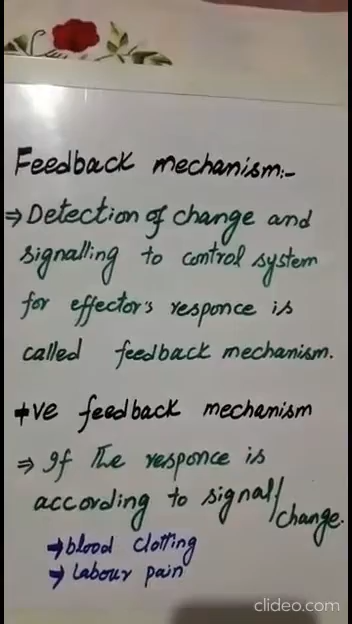 Feedback mechanism:-
⇒ Detection of change and
signalling to control system
for effector's responce is
called feedback mechanism.
+ve feedback mechanism
⇒ If the responce is
according to signal/
change.
→ blood clotting
→ labour pain
clideo.com